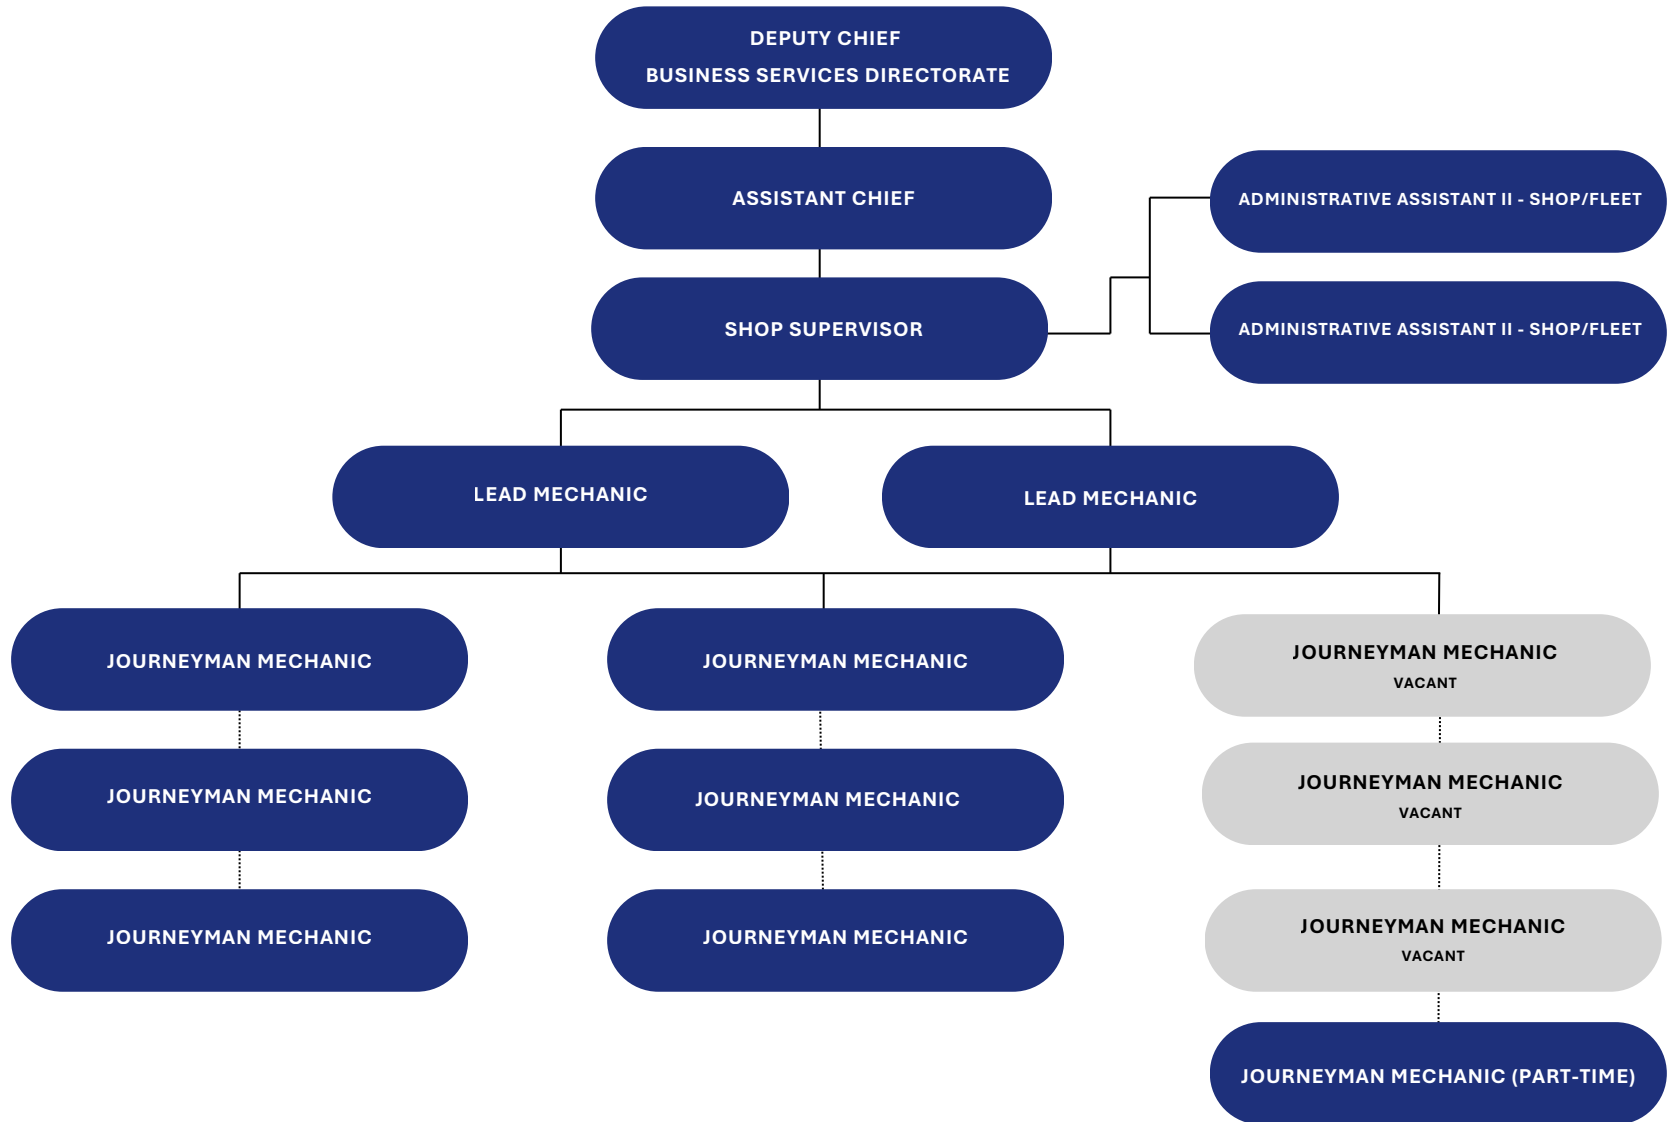 DEPUTY CHIEF
BUSINESS SERVICES DIRECTORATE
ASSISTANT CHIEF
ADMINISTRATIVE ASSISTANT II - SHOP/FLEET
SHOP SUPERVISOR
ADMINISTRATIVE ASSISTANT II - SHOP/FLEET
LEAD MECHANIC
LEAD MECHANIC
JOURNEYMAN MECHANIC
JOURNEYMAN MECHANIC
JOURNEYMAN MECHANIC
VACANT
JOURNEYMAN MECHANIC
JOURNEYMAN MECHANIC
JOURNEYMAN MECHANIC
VACANT
JOURNEYMAN MECHANIC
JOURNEYMAN MECHANIC
JOURNEYMAN MECHANIC
VACANT
JOURNEYMAN MECHANIC (PART-TIME)